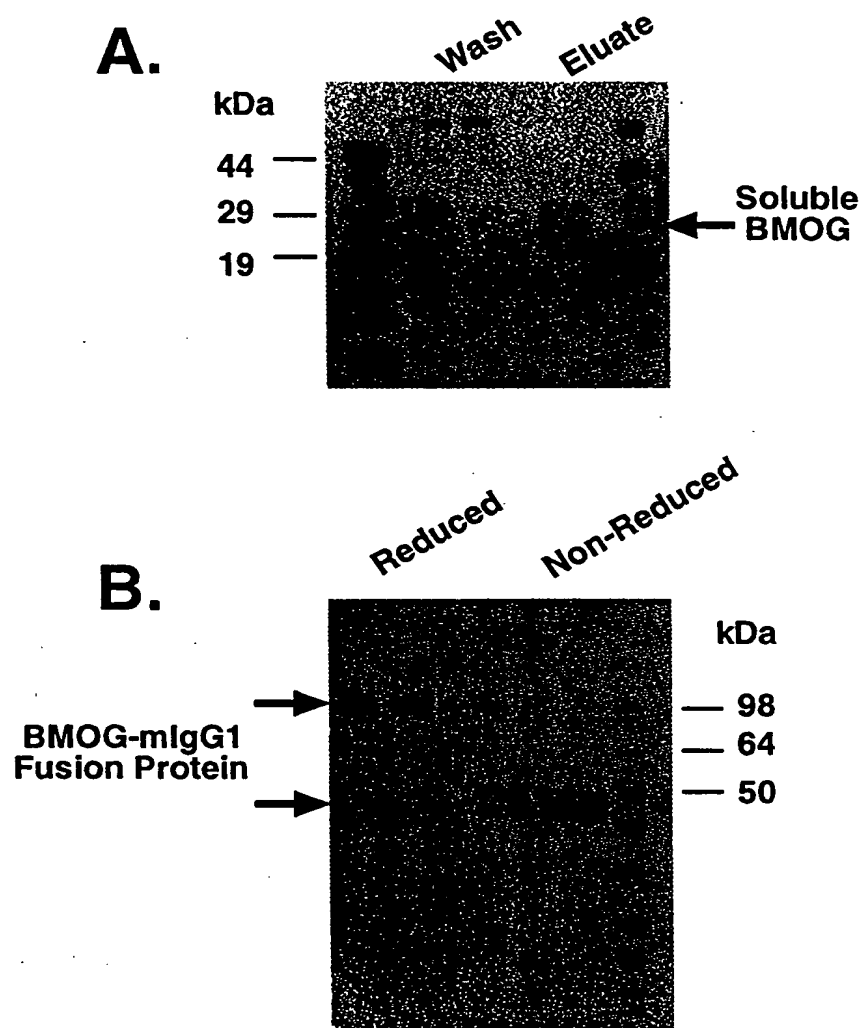 A.
Wash
Eluate
kDa
44
29
19
Soluble
BMOG
B.
Reduced
Non-Reduced
kDa
BMOG-mIgG1
Fusion Protein
98
64
50